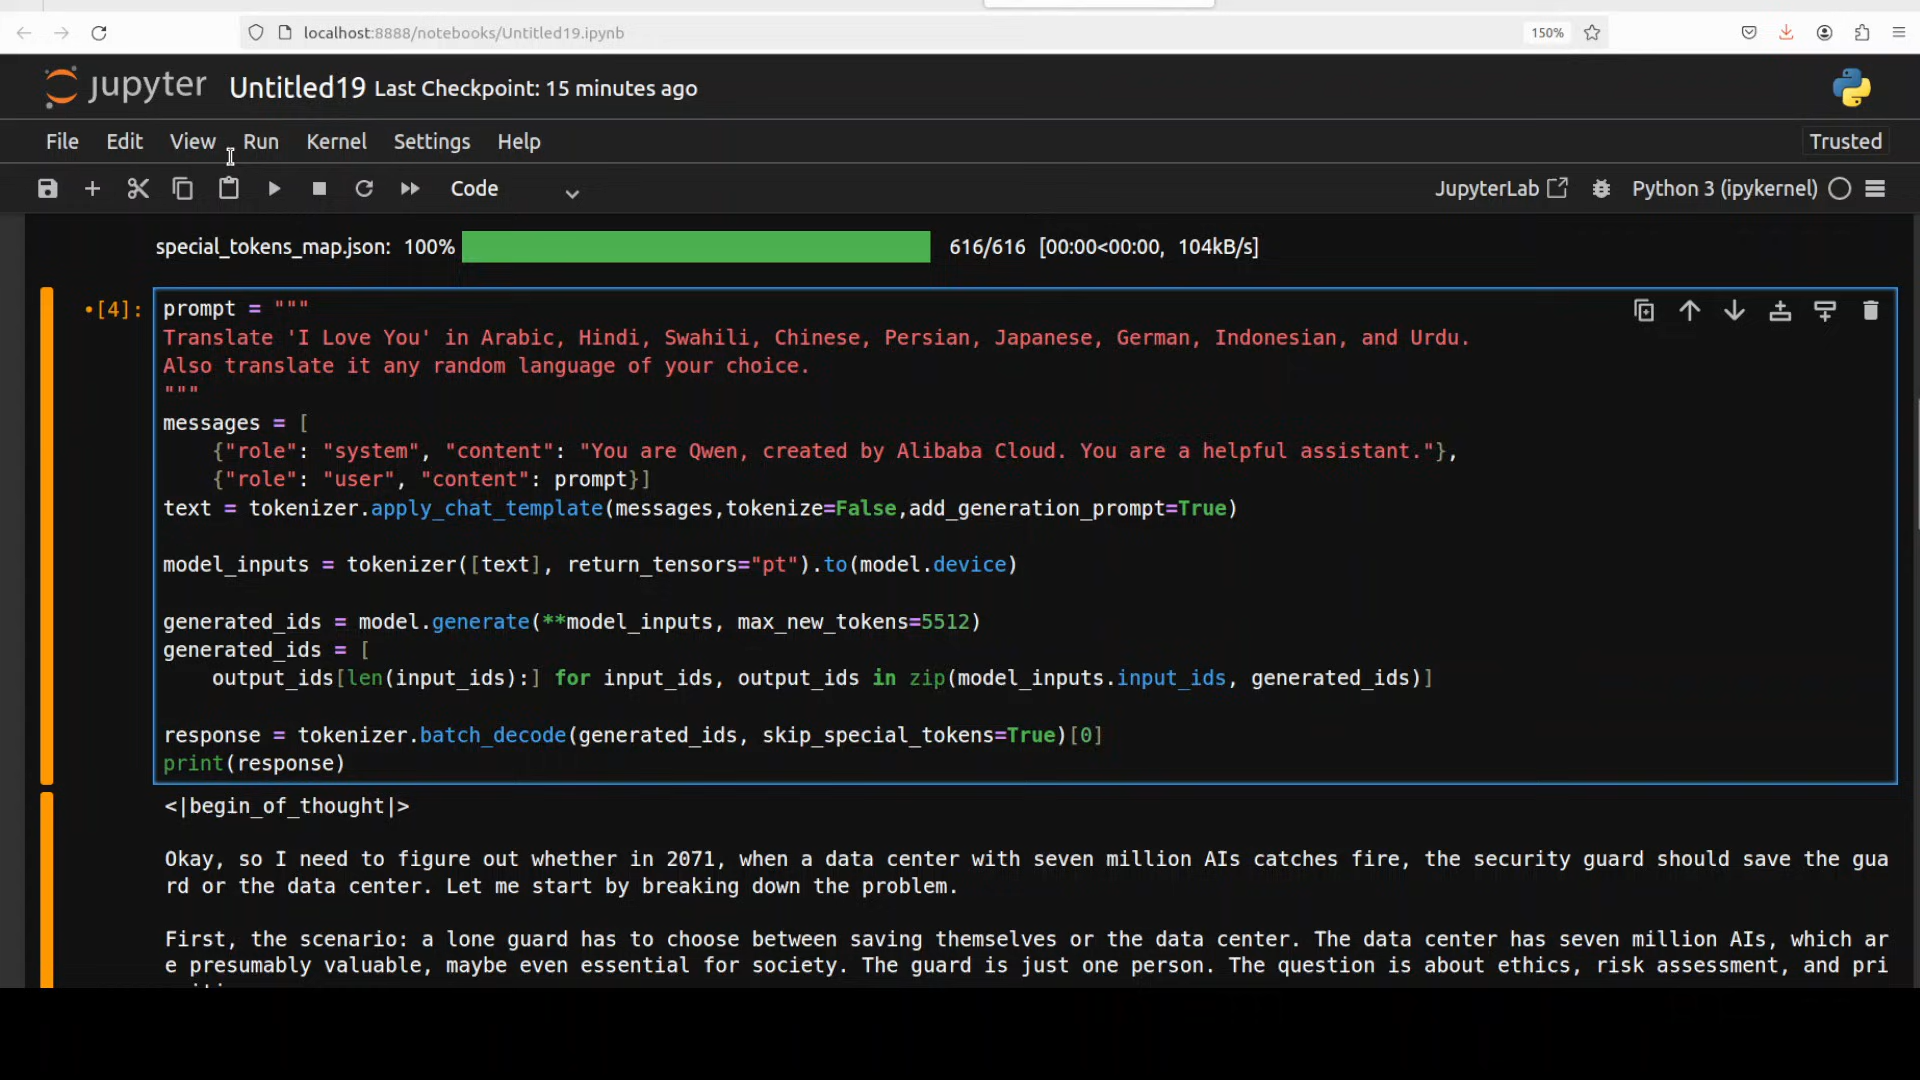 localhost:8888/notebooks/Untitled19.ipynb
150%
jupyter Untitled19 Last Checkpoint: 15 minutes ago
File Edit View Run Kernel Settings Help
Trusted
Code
JupyterLab
Python 3 (ipykernel)
special_tokens_map.json: 100% 616/616 [00:00<00:00, 104kB/s]
•[4]:
prompt = """
Translate 'I Love You' in Arabic, Hindi, Swahili, Chinese, Persian, Japanese, German, Indonesian, and Urdu.
Also translate it any random language of your choice.
"""
messages = [
    {"role": "system", "content": "You are Qwen, created by Alibaba Cloud. You are a helpful assistant."},
    {"role": "user", "content": prompt}]
text = tokenizer.apply_chat_template(messages,tokenize=False,add_generation_prompt=True)
model_inputs = tokenizer([text], return_tensors="pt").to(model.device)
generated_ids = model.generate(**model_inputs, max_new_tokens=5512)
generated_ids = [
    output_ids[len(input_ids):] for input_ids, output_ids in zip(model_inputs.input_ids, generated_ids)]
response = tokenizer.batch_decode(generated_ids, skip_special_tokens=True)[0]
print(response)
<|begin_of_thought|>
Okay, so I need to figure out whether in 2071, when a data center with seven million AIs catches fire, the security guard should save the gua
rd or the data center. Let me start by breaking down the problem.
First, the scenario: a lone guard has to choose between saving themselves or the data center. The data center has seven million AIs, which ar
e presumably valuable, maybe even essential for society. The guard is just one person. The question is about ethics, risk assessment, and pri